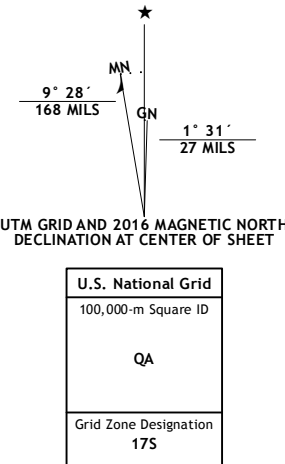 ★
MN
9° 28´
168 MILS
GN
1° 31´
27 MILS
UTM GRID AND 2016 MAGNETIC NORTH
DECLINATION AT CENTER OF SHEET
U.S. National Grid
100,000-m Square ID
QA
Grid Zone Designation
17S